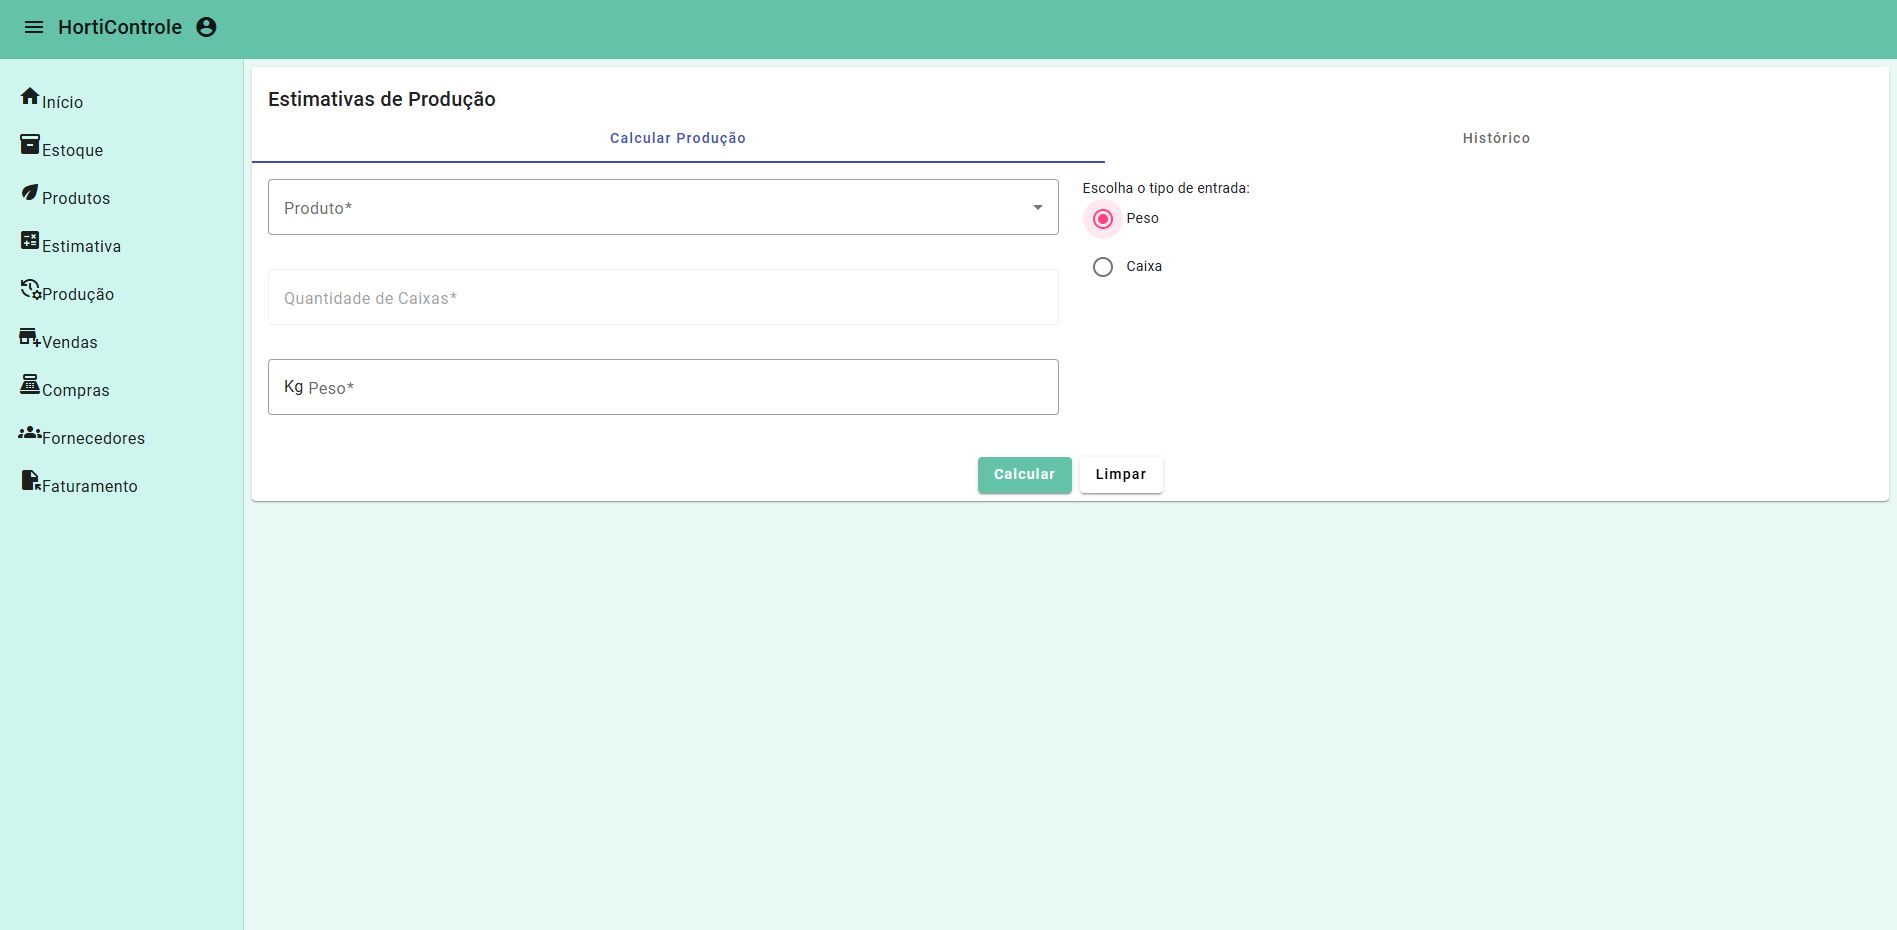 HortiControle
Início
Estoque
Produtos
Estimativa
Produção
Vendas
Compras
Fornecedores
Faturamento
Estimativas de Produção
Calcular Produção
Histórico
Produto*
Escolha o tipo de entrada:
Peso
Caixa
Quantidade de Caixas*
Kg Peso*
Calcular
Limpar